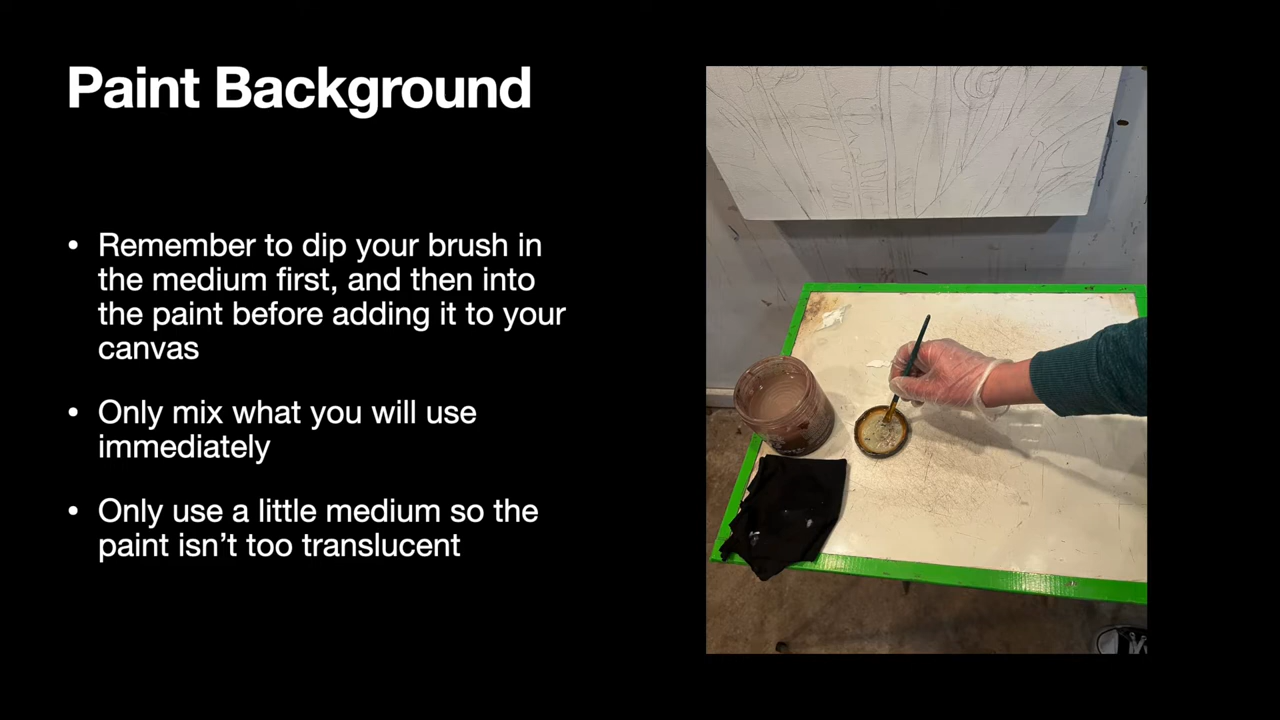 Paint Background
• Remember to dip your brush in
the medium first, and then into
the paint before adding it to your
canvas
• Only mix what you will use
immediately
• Only use a little medium so the
paint isn’t too translucent